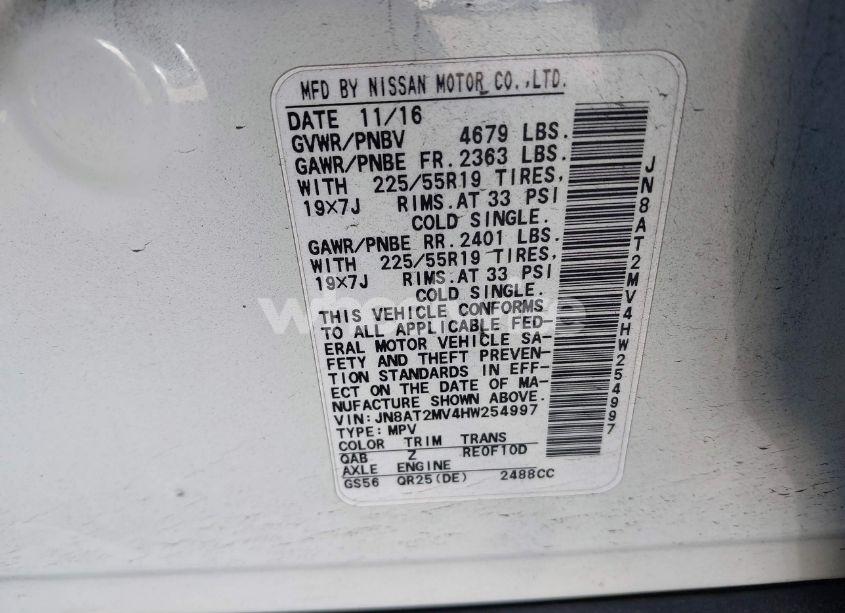 MFD BY NISSAN MOTOR CO.,LTD.
DATE 11/16
GVWR/PNBV 4679 LBS.
GAWR/PNBE FR. 2363 LBS.
WITH 225/55R19 TIRES,
19×7J RIMS.AT 33 PSI
COLD SINGLE.
GAWR/PNBE RR. 2401 LBS.
WITH 225/55R19 TIRES,
19×7J RIMS.AT 33 PSI
COLD SINGLE.
THIS VEHICLE CONFORMS
TO ALL APPLICABLE FED-
ERAL MOTOR VEHICLE SA-
FETY AND THEFT PREVEN-
TION STANDARDS IN EFF-
ECT ON THE DATE OF MA-
NUFACTURE SHOWN ABOVE.
VIN:JN8AT2MV4HW254997
TYPE:MPV
COLOR TRIM TRANS
QAB Z RE0F10D
AXLE ENGINE
GS56 QR25(DE) 2488CC
JN8AT2MV4HW254997